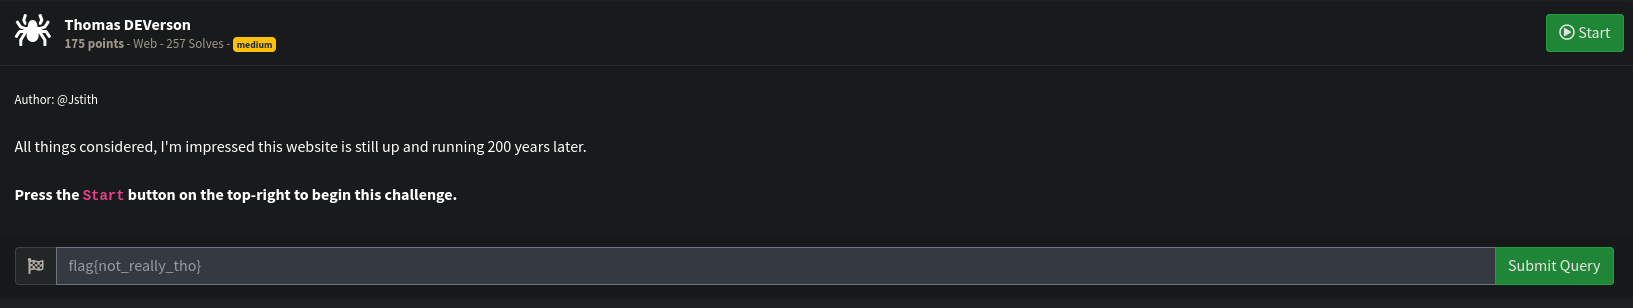 Thomas DEVerson
175 points - Web - 257 Solves - medium
Start
Author: @Jstith
All things considered, I'm impressed this website is still up and running 200 years later.
Press the Start button on the top-right to begin this challenge.
flag{not_really_tho}
Submit Query